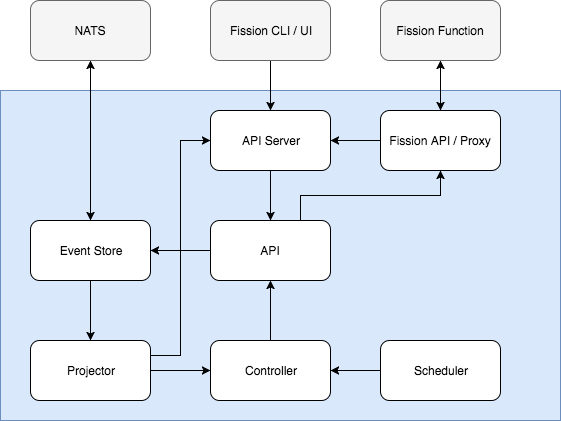 NATS
Fission CLI / UI
Fission Function
API Server
Fission API / Proxy
Event Store
API
Projector
Controller
Scheduler